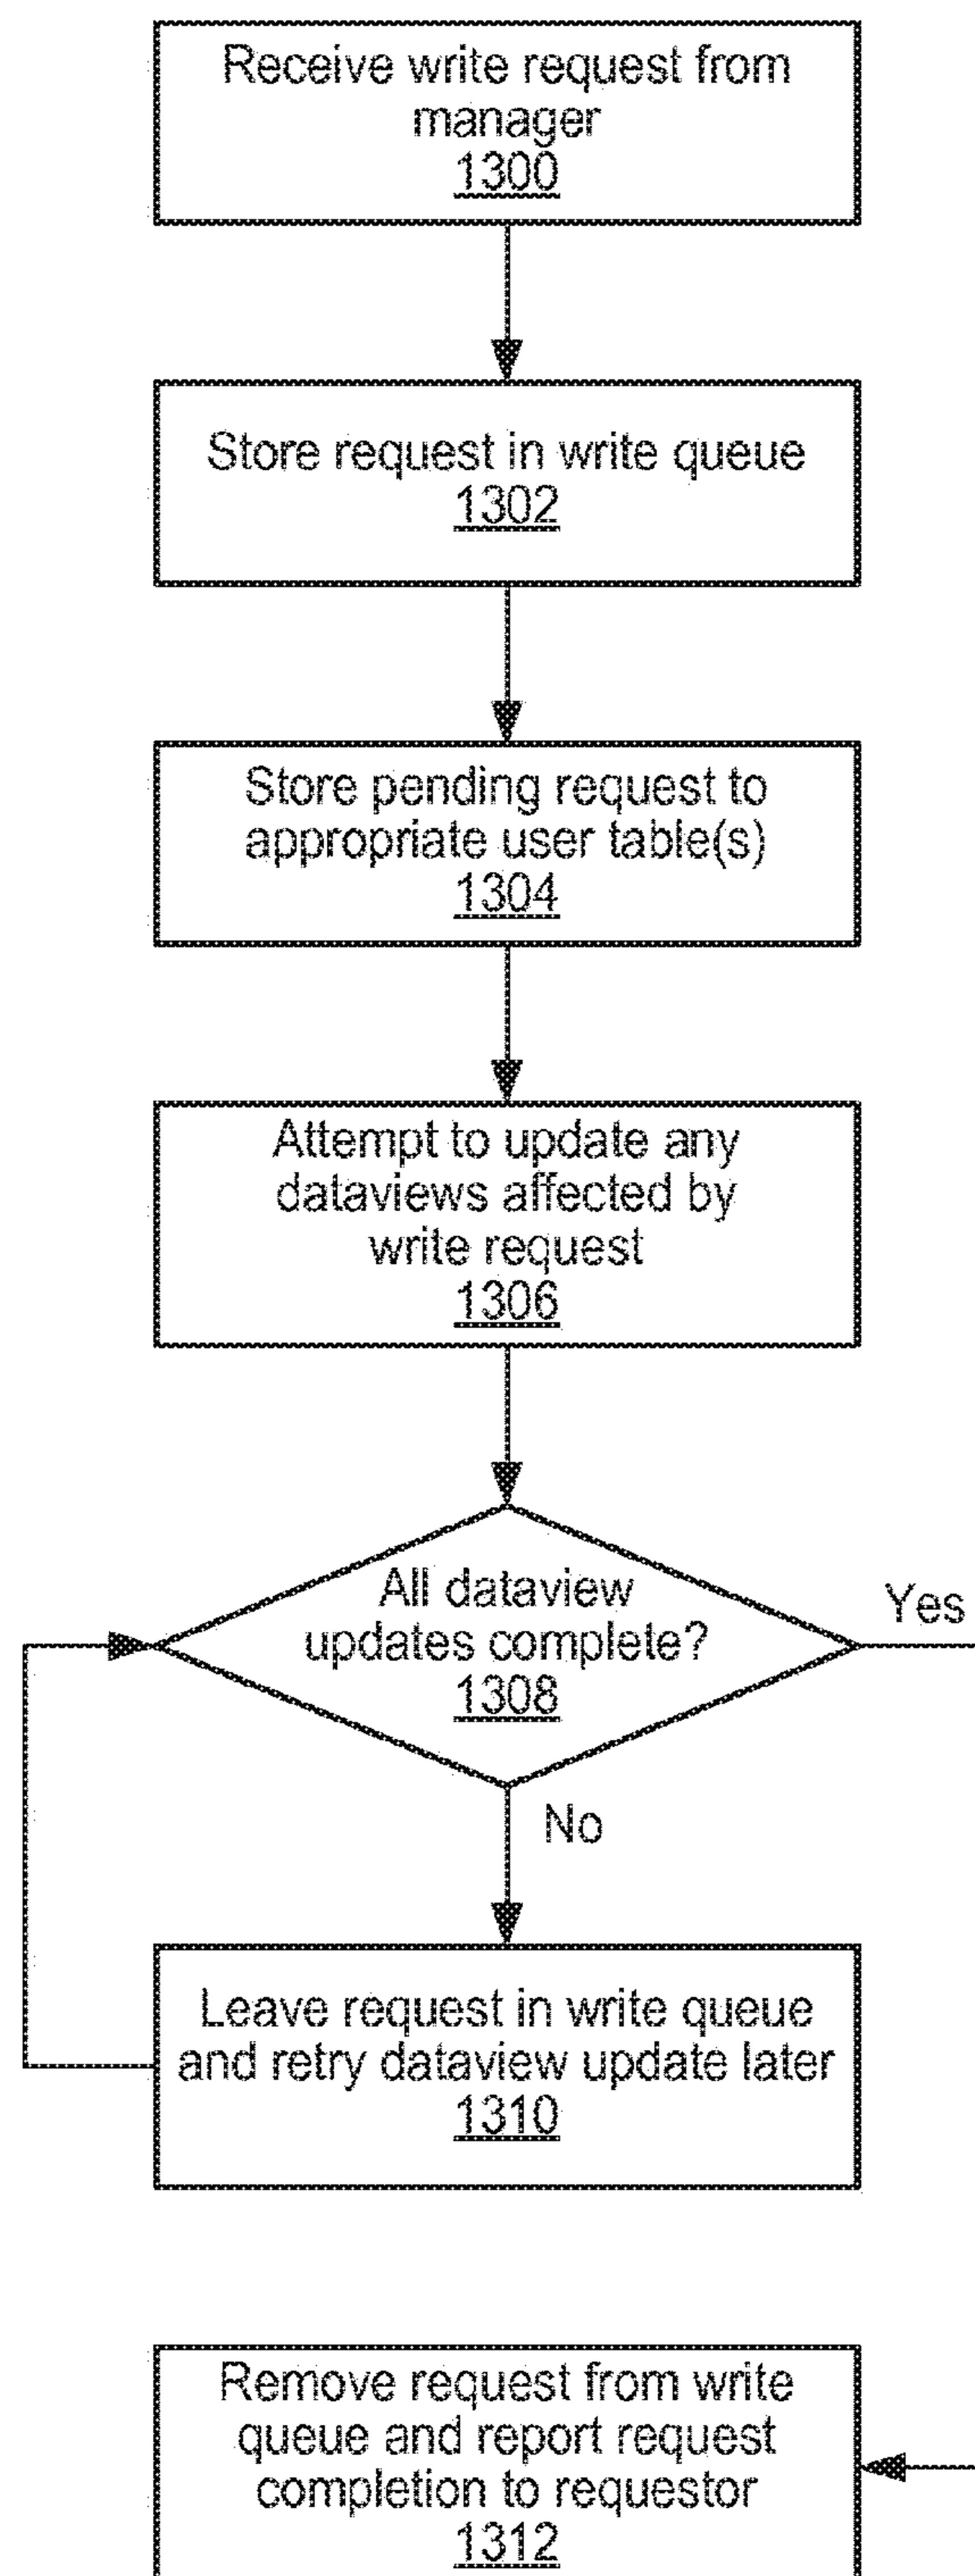 Receive write request from
manager
1300
Store request in write queue
1302
Store pending request to
appropriate user table(s)
1304
Attempt to update any
dataviews affected by
write request
1306
All dataview
updates complete?
1308
Yes
No
Leave request in write queue
and retry dataview update later
1310
Remove request from write
queue and report request
completion to requestor
1312